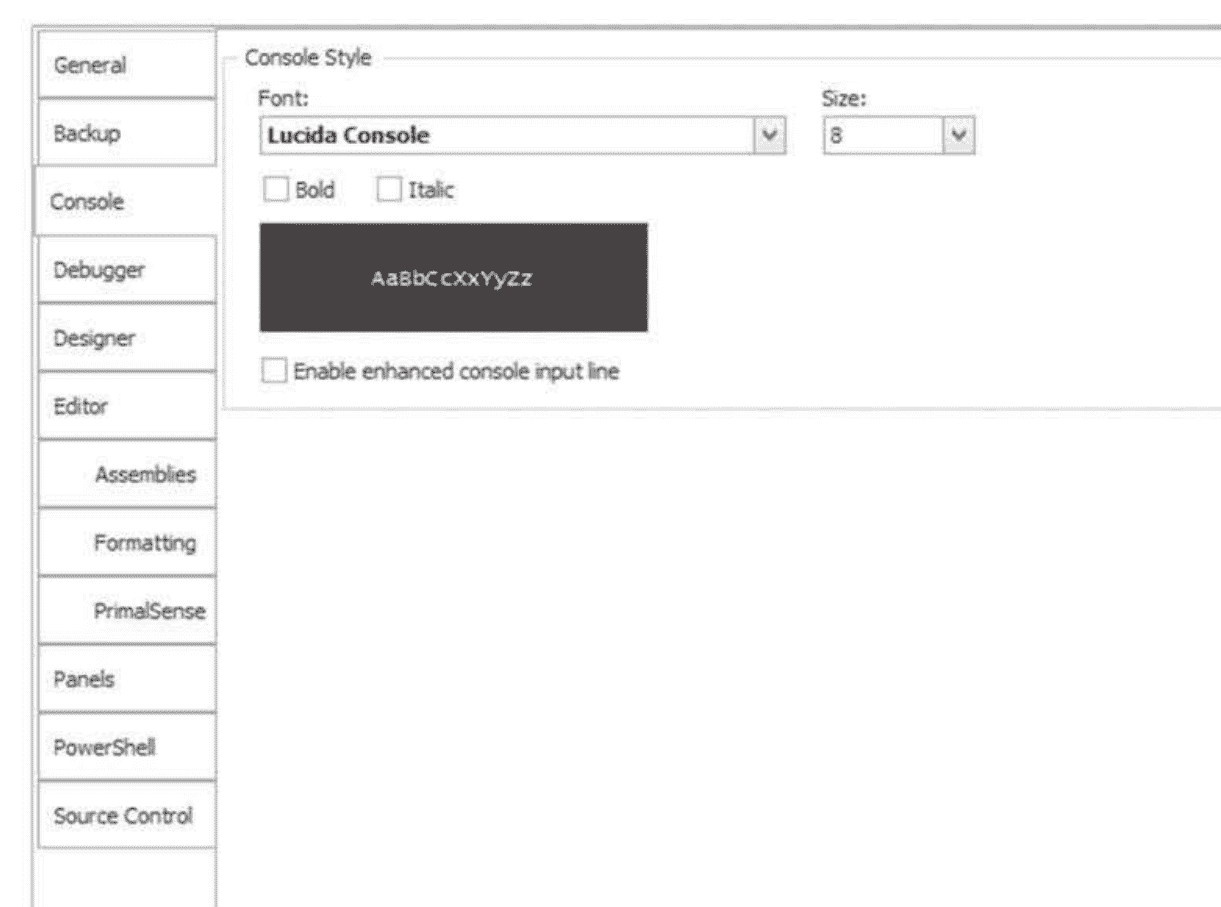 General
Backup
Console
Debugger
Designer
Editor
Assemblies
Formatting
PrimalSense
Panels
PowerShell
Source Control
Console Style
Font: Size:
Lucida Console 8
Bold Italic
AaBbCcXxYyZz
Enable enhanced console input line